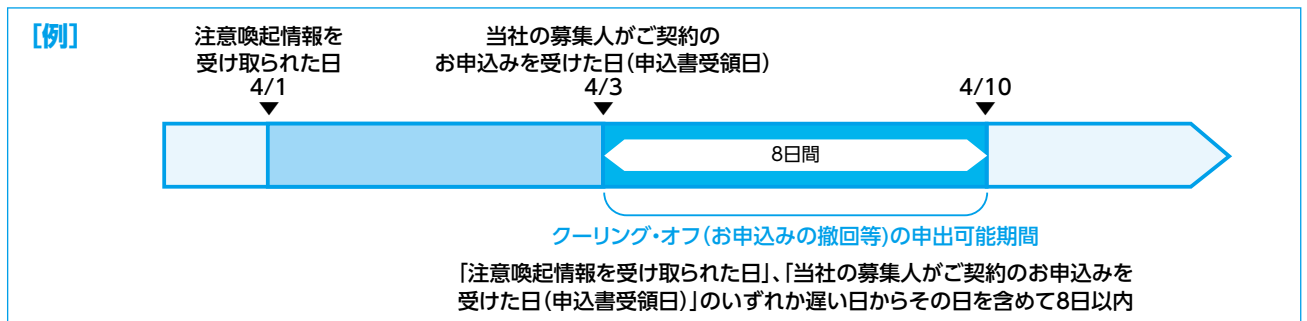 ［例］
注意喚起情報を
受け取られた日
4/1
当社の募集人がご契約の
お申込みを受けた日（申込書受領日）
4/3
4/10
8日間
クーリング・オフ（お申込みの撤回等）の申出可能期間
「注意喚起情報を受け取られた日」、「当社の募集人がご契約のお申込みを
受けた日（申込書受領日）」のいずれか遅い日からその日を含めて8日以内